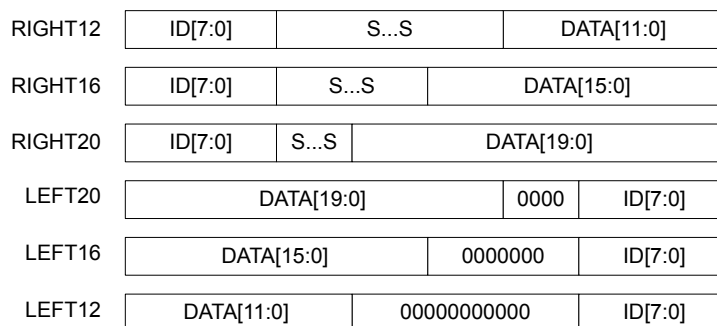 RIGHT12 ID[7:0] S...S DATA[11:0]
RIGHT16 ID[7:0] S...S DATA[15:0]
RIGHT20 ID[7:0] S...S DATA[19:0]
LEFT20 DATA[19:0] 0000 ID[7:0]
LEFT16 DATA[15:0] 0000000 ID[7:0]
LEFT12 DATA[11:0] 00000000000 ID[7:0]